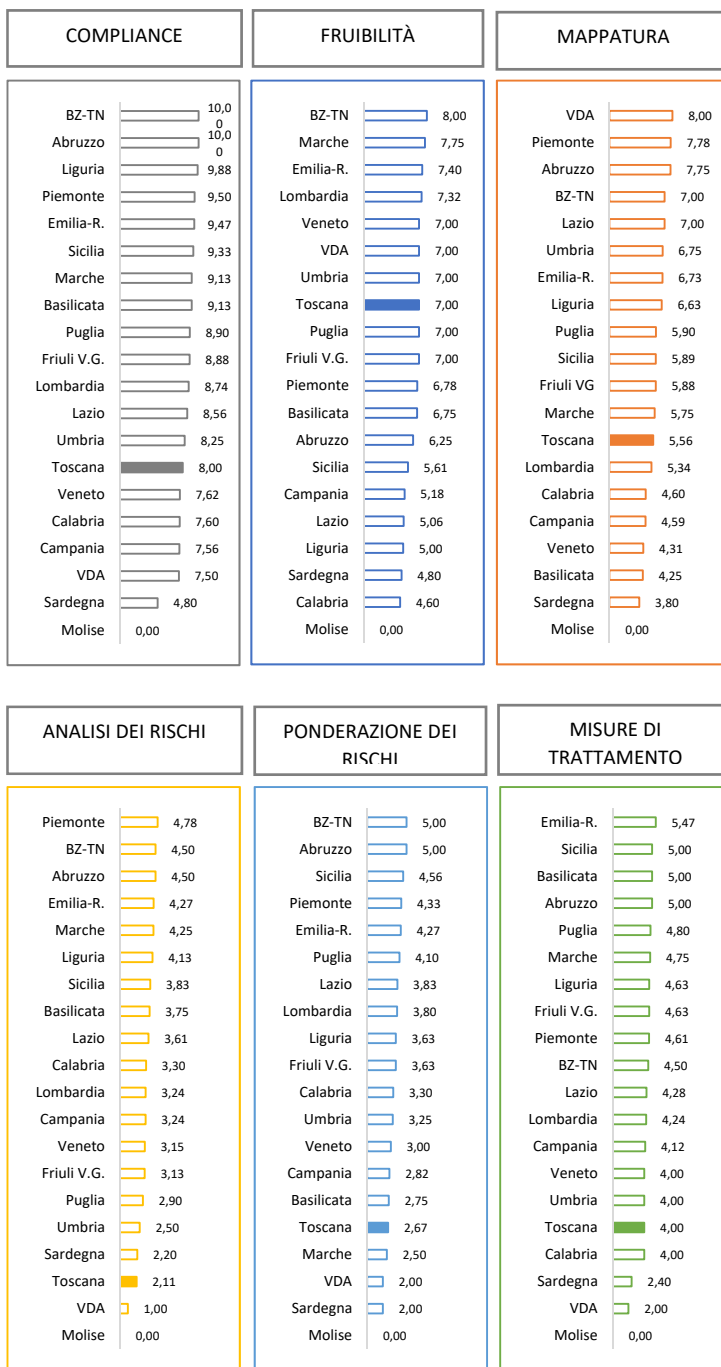 COMPLIANCE
BZ-TN 10,00
Abruzzo 10,00
Liguria 9,88
Piemonte 9,50
Emilia-R. 9,47
Sicilia 9,33
Marche 9,13
Basilicata 9,13
Puglia 8,90
Friuli V.G. 8,88
Lombardia 8,74
Lazio 8,56
Umbria 8,25
Toscana 8,00
Veneto 7,62
Calabria 7,60
Campania 7,56
VDA 7,50
Sardegna 4,80
Molise 0,00
FRUIBILITÀ
BZ-TN 8,00
Marche 7,75
Emilia-R. 7,40
Lombardia 7,32
Veneto 7,00
VDA 7,00
Umbria 7,00
Toscana 7,00
Puglia 7,00
Friuli V.G. 7,00
Piemonte 6,78
Basilicata 6,75
Abruzzo 6,25
Sicilia 5,61
Campania 5,18
Lazio 5,06
Liguria 5,00
Sardegna 4,80
Calabria 4,60
Molise 0,00
MAPPATURA
VDA 8,00
Piemonte 7,78
Abruzzo 7,75
BZ-TN 7,00
Lazio 7,00
Umbria 6,75
Emilia-R. 6,73
Liguria 6,63
Puglia 5,90
Sicilia 5,89
Friuli VG 5,88
Marche 5,75
Toscana 5,56
Lombardia 5,34
Calabria 4,60
Campania 4,59
Veneto 4,31
Basilicata 4,25
Sardegna 3,80
Molise 0,00
ANALISI DEI RISCHI
Piemonte 4,78
BZ-TN 4,50
Abruzzo 4,50
Emilia-R. 4,27
Marche 4,25
Liguria 4,13
Sicilia 3,83
Basilicata 3,75
Lazio 3,61
Calabria 3,30
Lombardia 3,24
Campania 3,24
Veneto 3,15
Friuli V.G. 3,13
Puglia 2,90
Umbria 2,50
Sardegna 2,20
Toscana 2,11
VDA 1,00
Molise 0,00
PONDERAZIONE DEI
RISCHI
BZ-TN 5,00
Abruzzo 5,00
Sicilia 4,56
Piemonte 4,33
Emilia-R. 4,27
Puglia 4,10
Lazio 3,83
Lombardia 3,80
Liguria 3,63
Friuli V.G. 3,63
Calabria 3,30
Umbria 3,25
Veneto 3,00
Campania 2,82
Basilicata 2,75
Toscana 2,67
Marche 2,50
VDA 2,00
Sardegna 2,00
Molise 0,00
MISURE DI
TRATTAMENTO
Emilia-R. 5,47
Sicilia 5,00
Basilicata 5,00
Abruzzo 5,00
Puglia 4,80
Marche 4,75
Liguria 4,63
Friuli V.G. 4,63
Piemonte 4,61
BZ-TN 4,50
Lazio 4,28
Lombardia 4,24
Campania 4,12
Veneto 4,00
Umbria 4,00
Toscana 4,00
Calabria 4,00
Sardegna 2,40
VDA 2,00
Molise 0,00